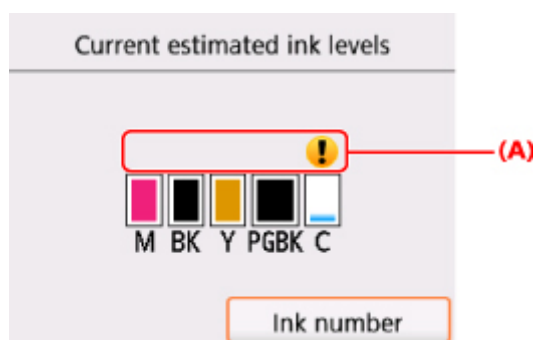 Current estimated ink levels
!
(A)
M BK Y PGBK C
Ink number